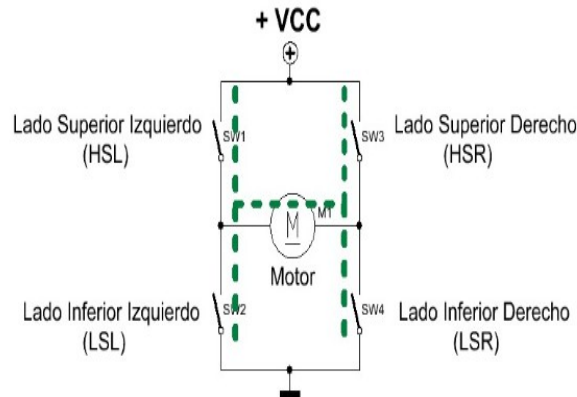 + VCC
Lado Superior Izquierdo
(HSL)
SW1
SW3
Lado Superior Derecho
(HSR)
M1
M
Motor
Lado Inferior Izquierdo
(LSL)
SW2
SW4
Lado Inferior Derecho
(LSR)